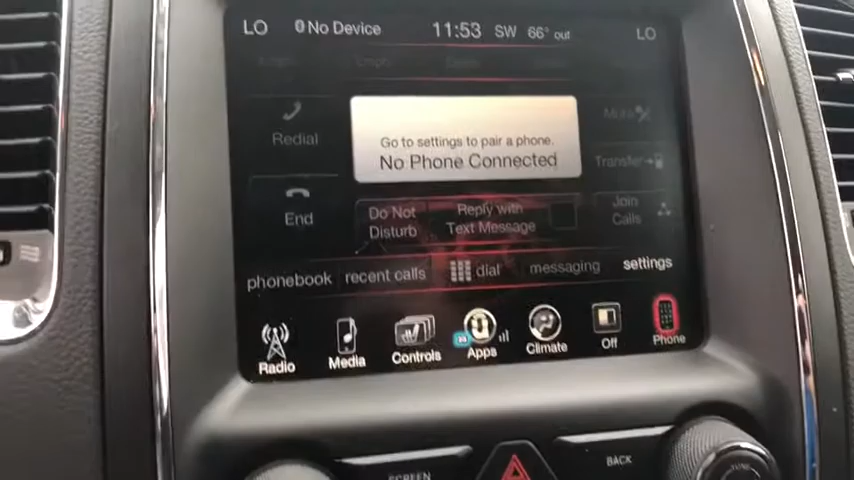 LO No Device 11:53 SW 66° out LO
Redial
Go to settings to pair a phone.
No Phone Connected
Mute
Transfer
End
Do Not
Disturb
Reply with
Text Message
Join
Calls
phonebook recent calls dial messaging settings
Radio Media Controls Apps Climate Off Phone
SCREEN
BACK